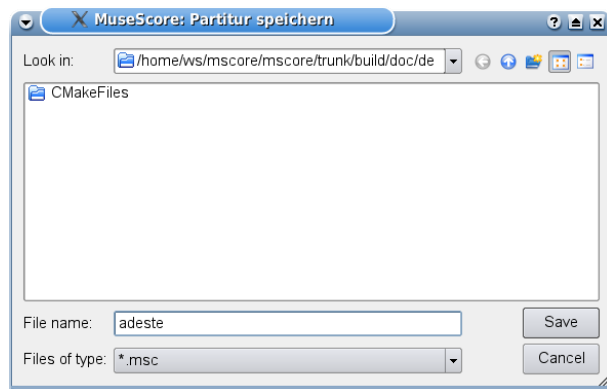 MuseScore: Partitur speichern
Look in: /home/ws/mscore/mscore/trunk/build/doc/de
CMakeFiles
File name: adeste Save
Files of type: *.msc Cancel